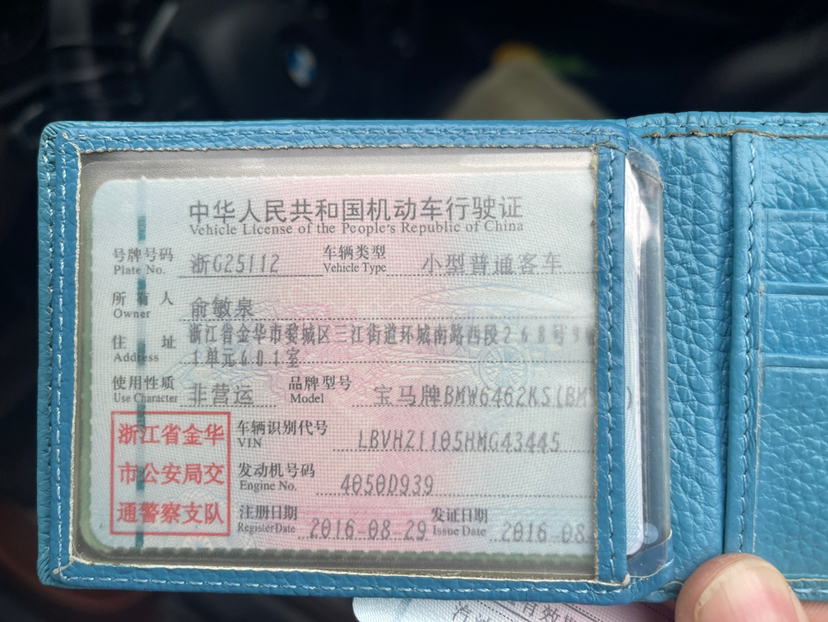 中华人民共和国机动车行驶证
Vehicle License of the People's Republic of China
号牌号码 浙G25112 车辆类型 小型普通客车
Plate No. Vehicle Type
所有人 俞敏泉
Owner
住址 浙江省金华市婺城区三江街道环城南路西段268号
Address 1单元601室
使用性质 非营运 品牌型号 宝马牌BMW6462KS(BM
Use Character Model
浙江省金华
市公安局交
通警察支队
车辆识别代号 LBVHZ1105HMG43445
VIN
发动机号码 4050D939
Engine No.
注册日期 2016-08-29 发证日期 2016-08
Register Date Issue Date